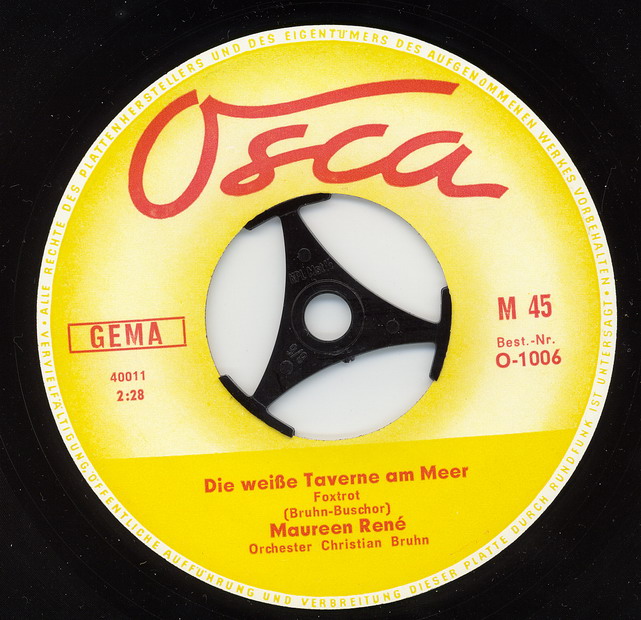 • ALLE RECHTE DES PLATTENHERSTELLERS UND DES EIGENTÜMERS DES AUFGENOMMENEN WERKES VORBEHALTEN • VERVIELFÄLTIGUNG, ÖFFENTLICHE AUFFÜHRUNG UND VERBREITUNG DIESER PLATTE DURCH RUNDFUNK IST UNTERSAGT
Osca
GEMA
40011
2:28
M 45
Best.-Nr.
O-1006
Die weiße Taverne am Meer
Foxtrot
(Bruhn-Buschor)
Maureen René
Orchester Christian Bruhn